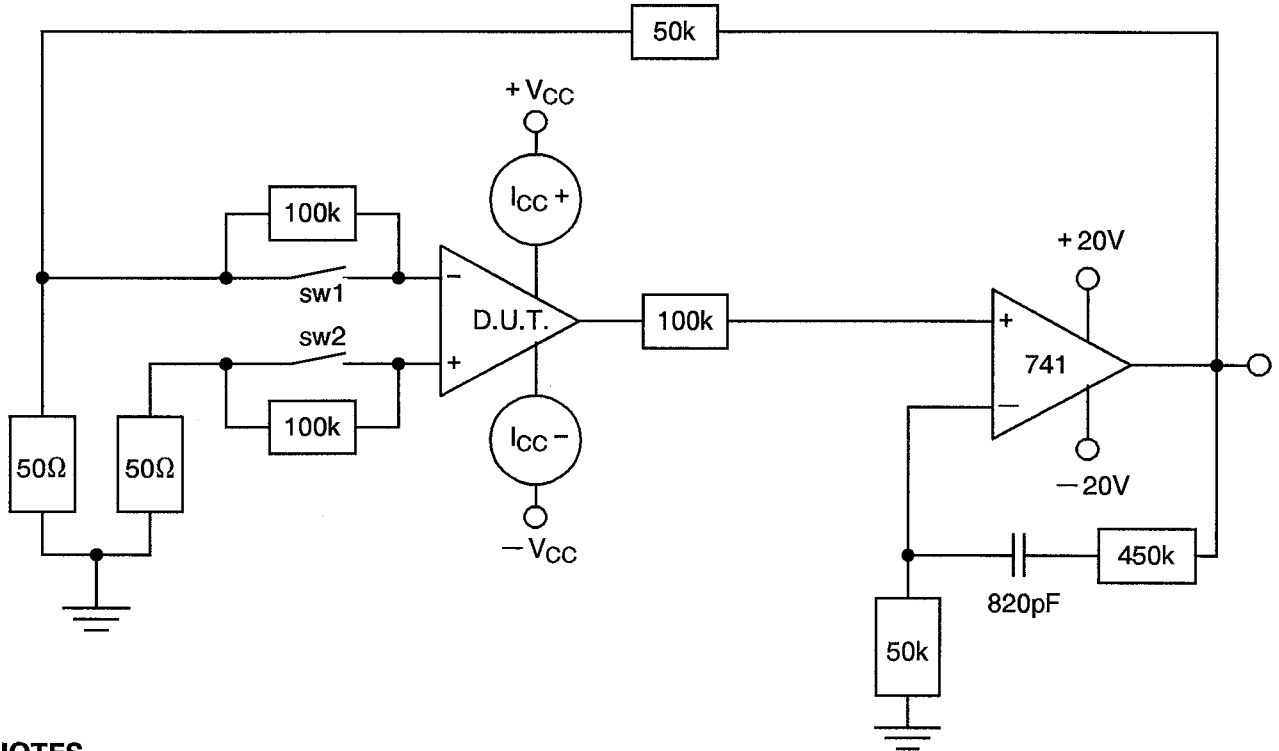 50k
+ VCC
100k
ICC +
sw1
−
D.U.T.
sw2
+
100k
ICC −
− VCC
50Ω
50Ω
100k
+ 20V
+
741
−
− 20V
820pF
450k
50k